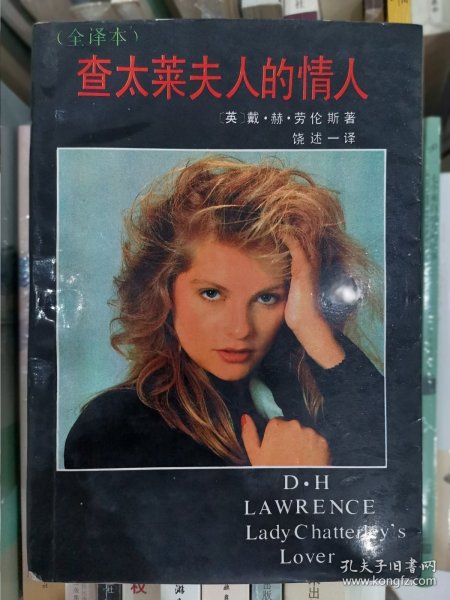 （全译本）
查太莱夫人的情人
〔英〕戴·赫·劳伦斯著
饶述一译
D·H
LAWRENCE
Lady Chatterley's
Lover
孔夫子旧书网
kongfz.com